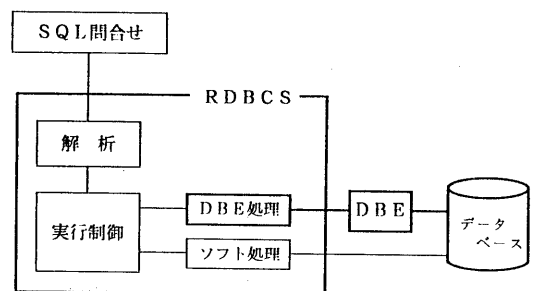 SQL問合せ
RDBCS
解析
実行制御
DBE処理
DBE
ソフト処理
データ
ベース